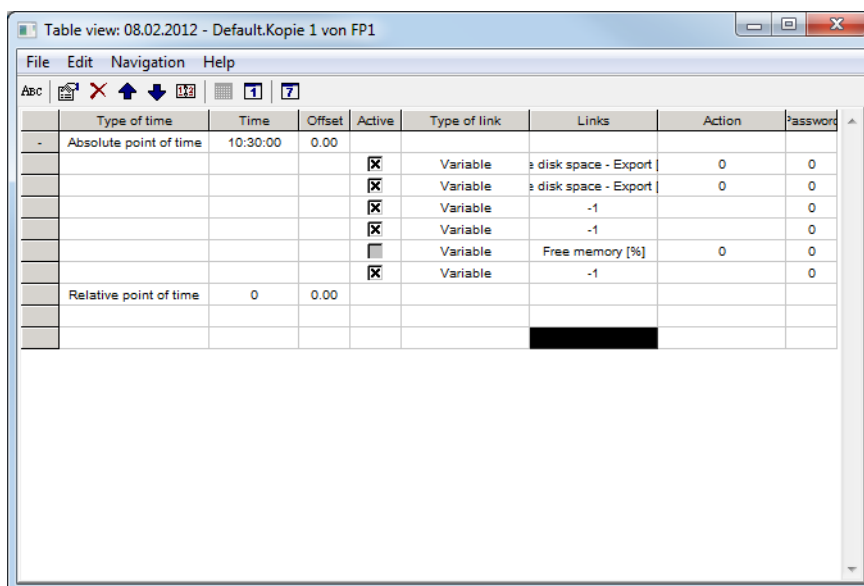 Table view: 08.02.2012 - Default.Kopie 1 von FP1
File Edit Navigation Help
ABC 1 7
Type of time Time Offset Active Type of link Links Action Password
- Absolute point of time 10:30:00 0.00
Variable e disk space - Export [ 0 0
Variable e disk space - Export [ 0 0
Variable -1 0
Variable -1 0
Variable Free memory [%] 0 0
Variable -1 0
Relative point of time 0 0.00